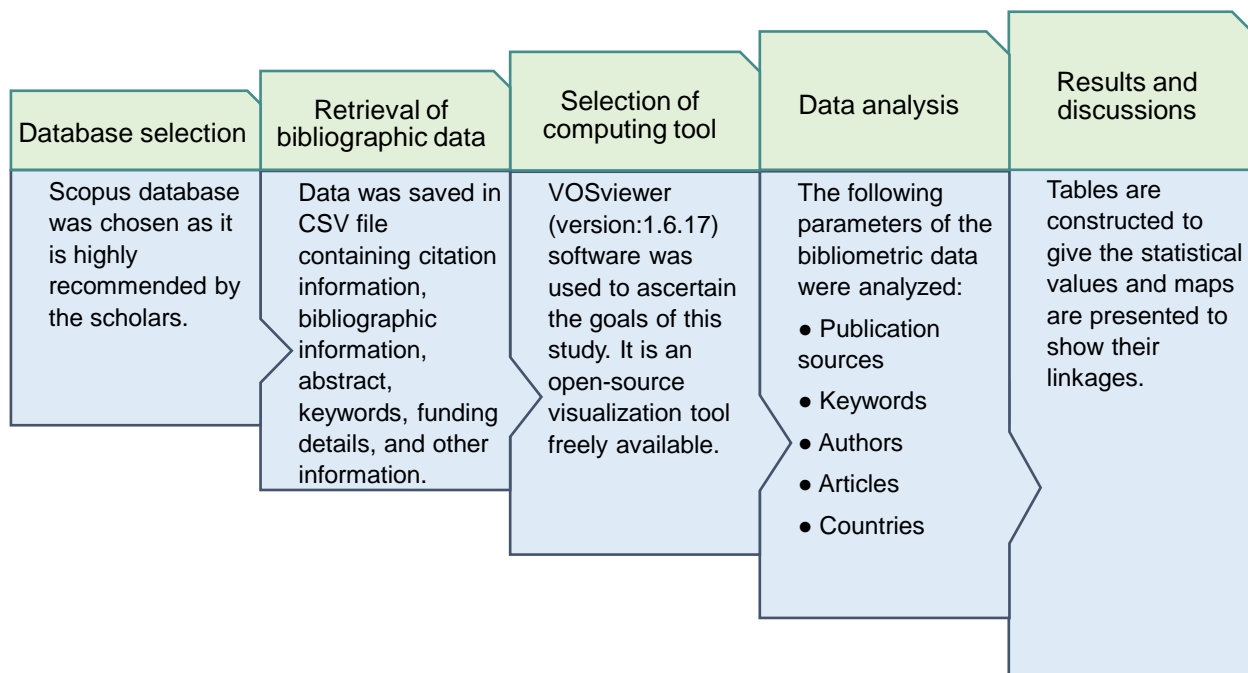 Database selection
Scopus database
was chosen as it
is highly
recommended by
the scholars.
Retrieval of
bibliographic data
Data was saved in
CSV file
containing citation
information,
bibliographic
information,
abstract,
keywords, funding
details, and other
information.
Selection of
computing tool
VOSviewer
(version:1.6.17)
software was
used to ascertain
the goals of this
study. It is an
open-source
visualization tool
freely available.
Data analysis
The following
parameters of the
bibliometric data
were analyzed:
● Publication
sources
● Keywords
● Authors
● Articles
● Countries
Results and
discussions
Tables are
constructed to
give the statistical
values and maps
are presented to
show their
linkages.